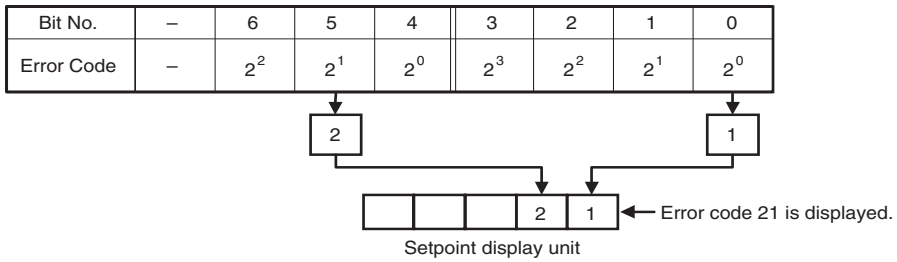 Bit No. – 6 5 4 3 2 1 0
Error Code – 2² 2¹ 2⁰ 2³ 2² 2¹ 2⁰
2 1
2 1 Error code 21 is displayed.
Setpoint display unit